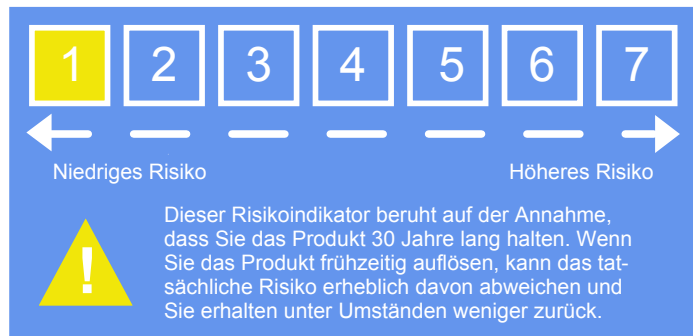 1 2 3 4 5 6 7
Niedriges Risiko Höheres Risiko
!
Dieser Risikoindikator beruht auf der Annahme,
dass Sie das Produkt 30 Jahre lang halten. Wenn
Sie das Produkt frühzeitig auflösen, kann das tat-
sächliche Risiko erheblich davon abweichen und
Sie erhalten unter Umständen weniger zurück.